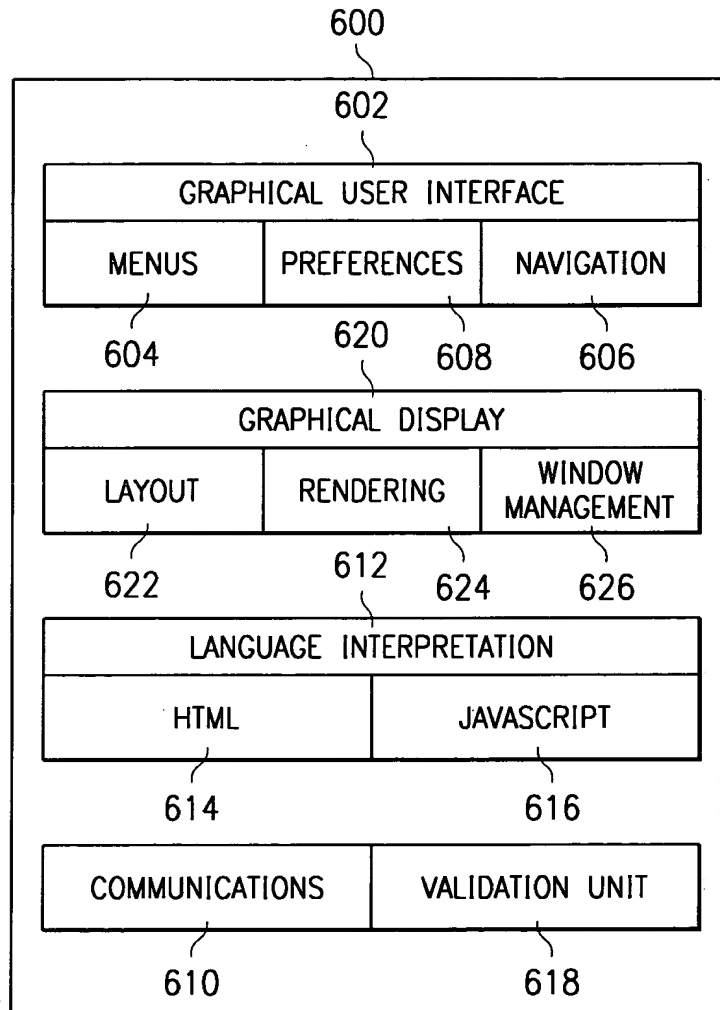 600
602
GRAPHICAL USER INTERFACE
MENUS PREFERENCES NAVIGATION
604 608 606
620
GRAPHICAL DISPLAY
LAYOUT RENDERING WINDOW MANAGEMENT
622 624 626
612
LANGUAGE INTERPRETATION
HTML JAVASCRIPT
614 616
COMMUNICATIONS VALIDATION UNIT
610 618